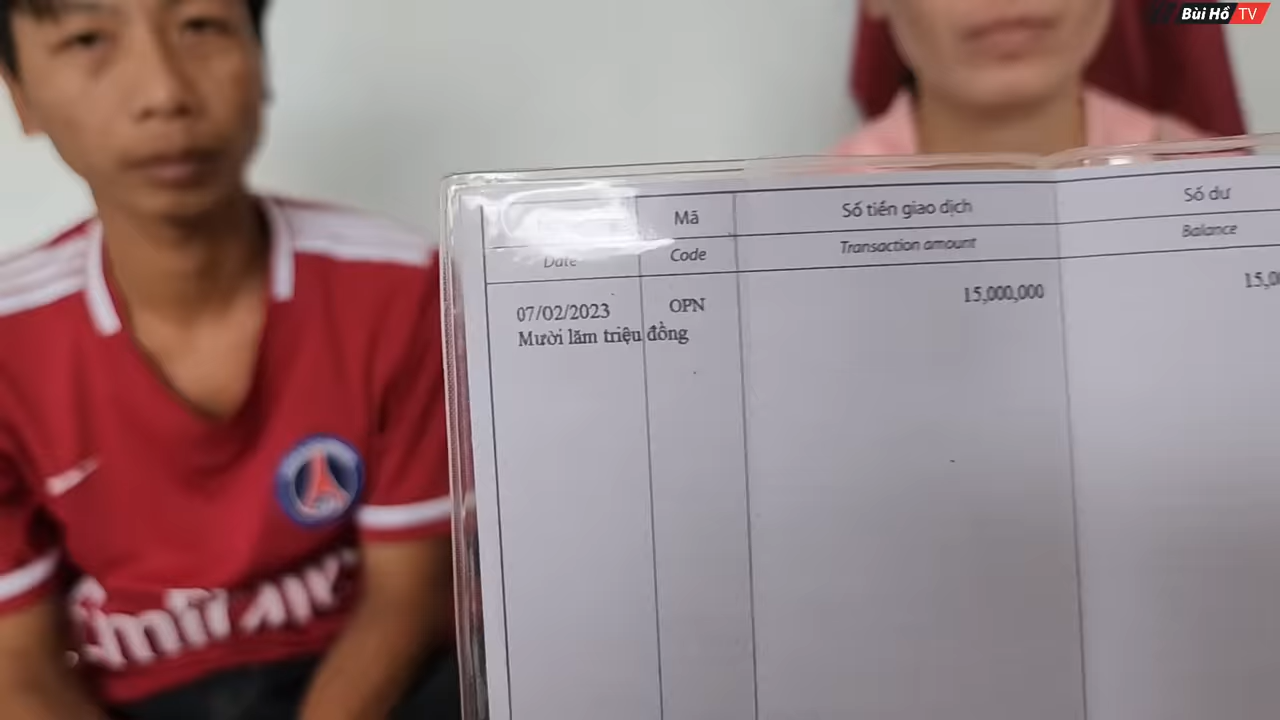 Bùi Hồ TV
Mã Số tiền giao dịch Số dư
Date Code Transaction amount Balance
07/02/2023 OPN 15,000,000
Mười lăm triệu đồng
Emirates